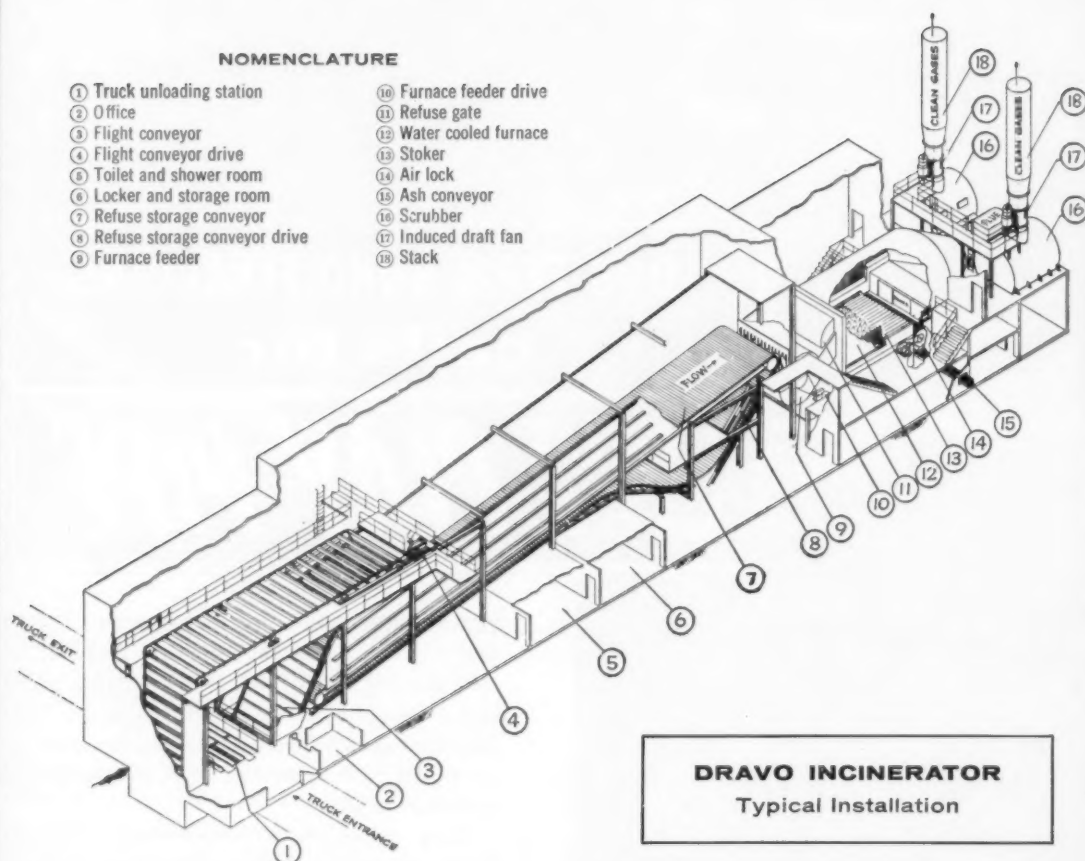 NOMENCLATURE
① Truck unloading station
② Office
③ Flight conveyor
④ Flight conveyor drive
⑤ Toilet and shower room
⑥ Locker and storage room
⑦ Refuse storage conveyor
⑧ Refuse storage conveyor drive
⑨ Furnace feeder
⑩ Furnace feeder drive
⑪ Refuse gate
⑫ Water cooled furnace
⑬ Stoker
⑭ Air lock
⑮ Ash conveyor
⑯ Scrubber
⑰ Induced draft fan
⑱ Stack
CLEAN GASES
CLEAN GASES
18
17
16
18
17
16
FLOW→
15
14
13
12
11
10
9
8
7
6
5
4
3
2
1
TRUCK EXIT
TRUCK ENTRANCE
DRAVO INCINERATOR
Typical Installation